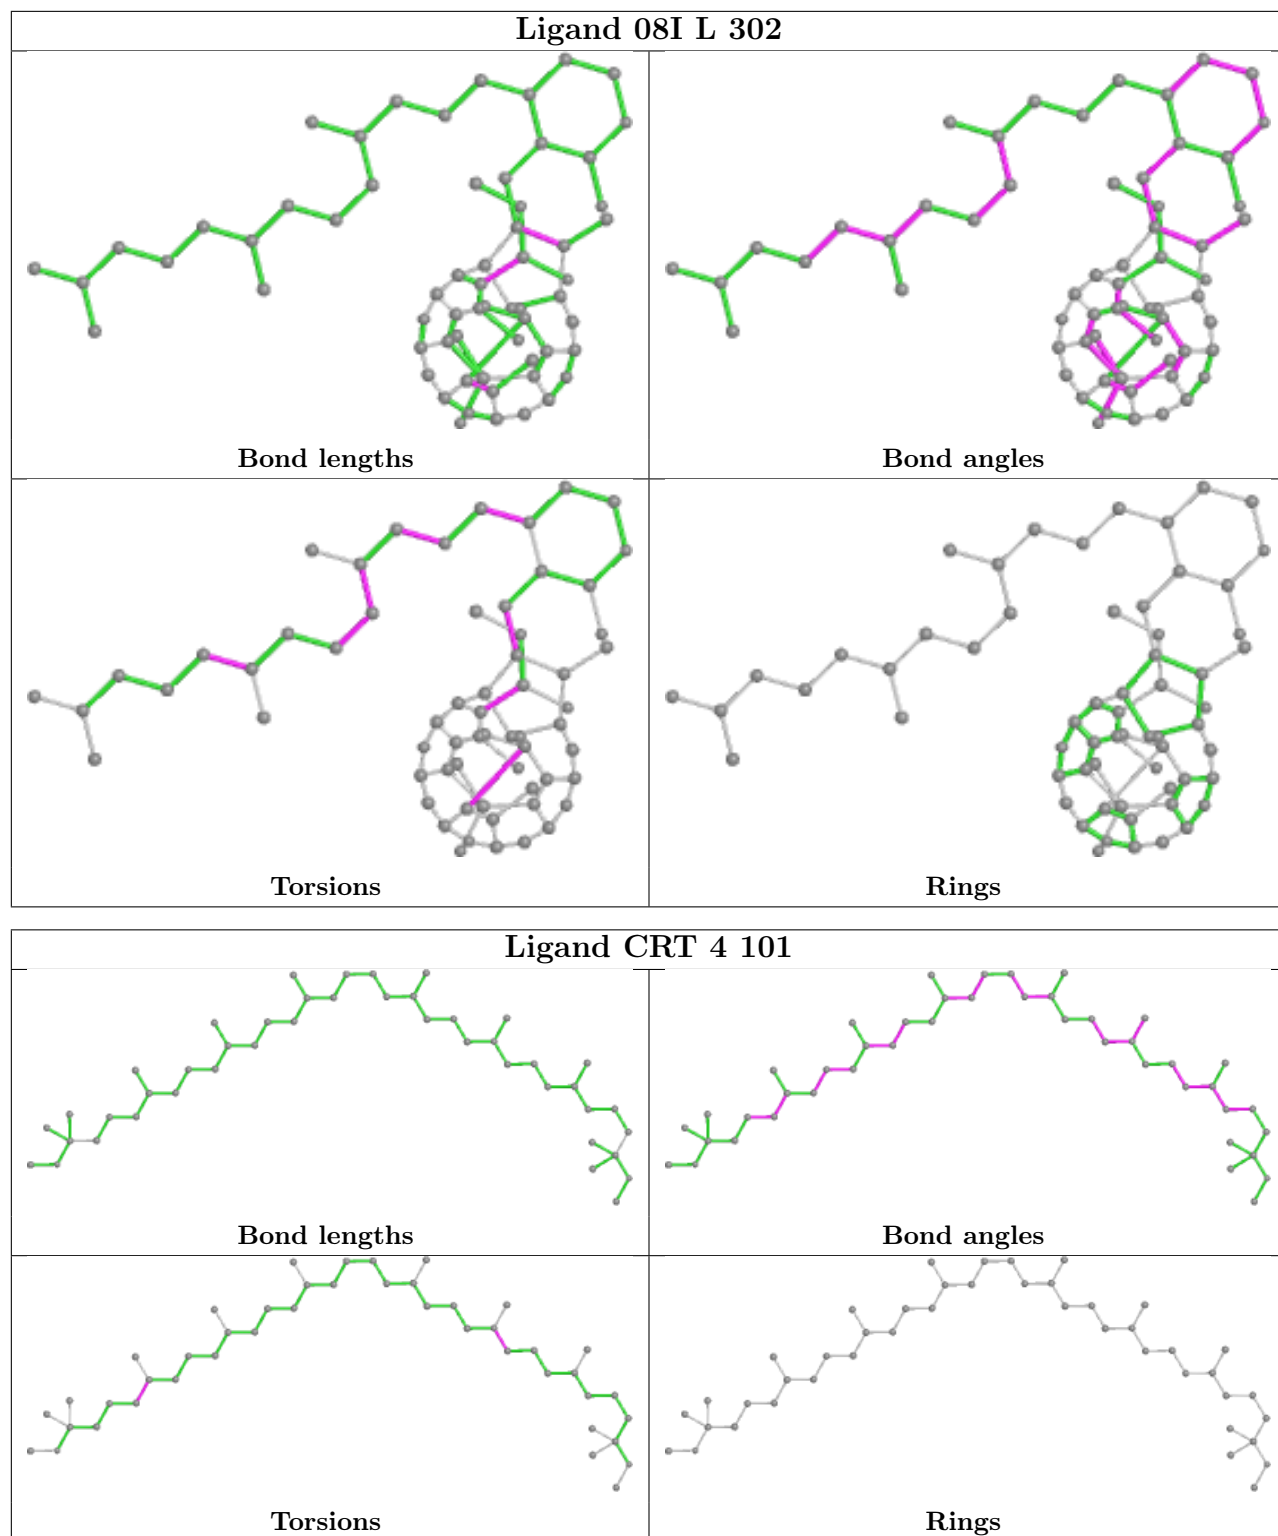 Ligand 08I L 302
Bond lengths
Bond angles
Torsions
Rings
Ligand CRT 4 101
Bond lengths
Bond angles
Torsions
Rings